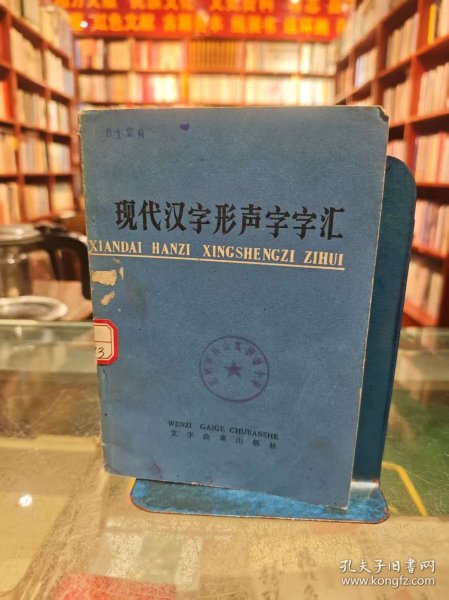 现代汉字形声字字汇
XIANDAI HANZI XINGSHENGZI ZIHUI
WENZI GAIGE CHUBANSHE
文字改革出版社
孔夫子旧书网
www.kongfz.com